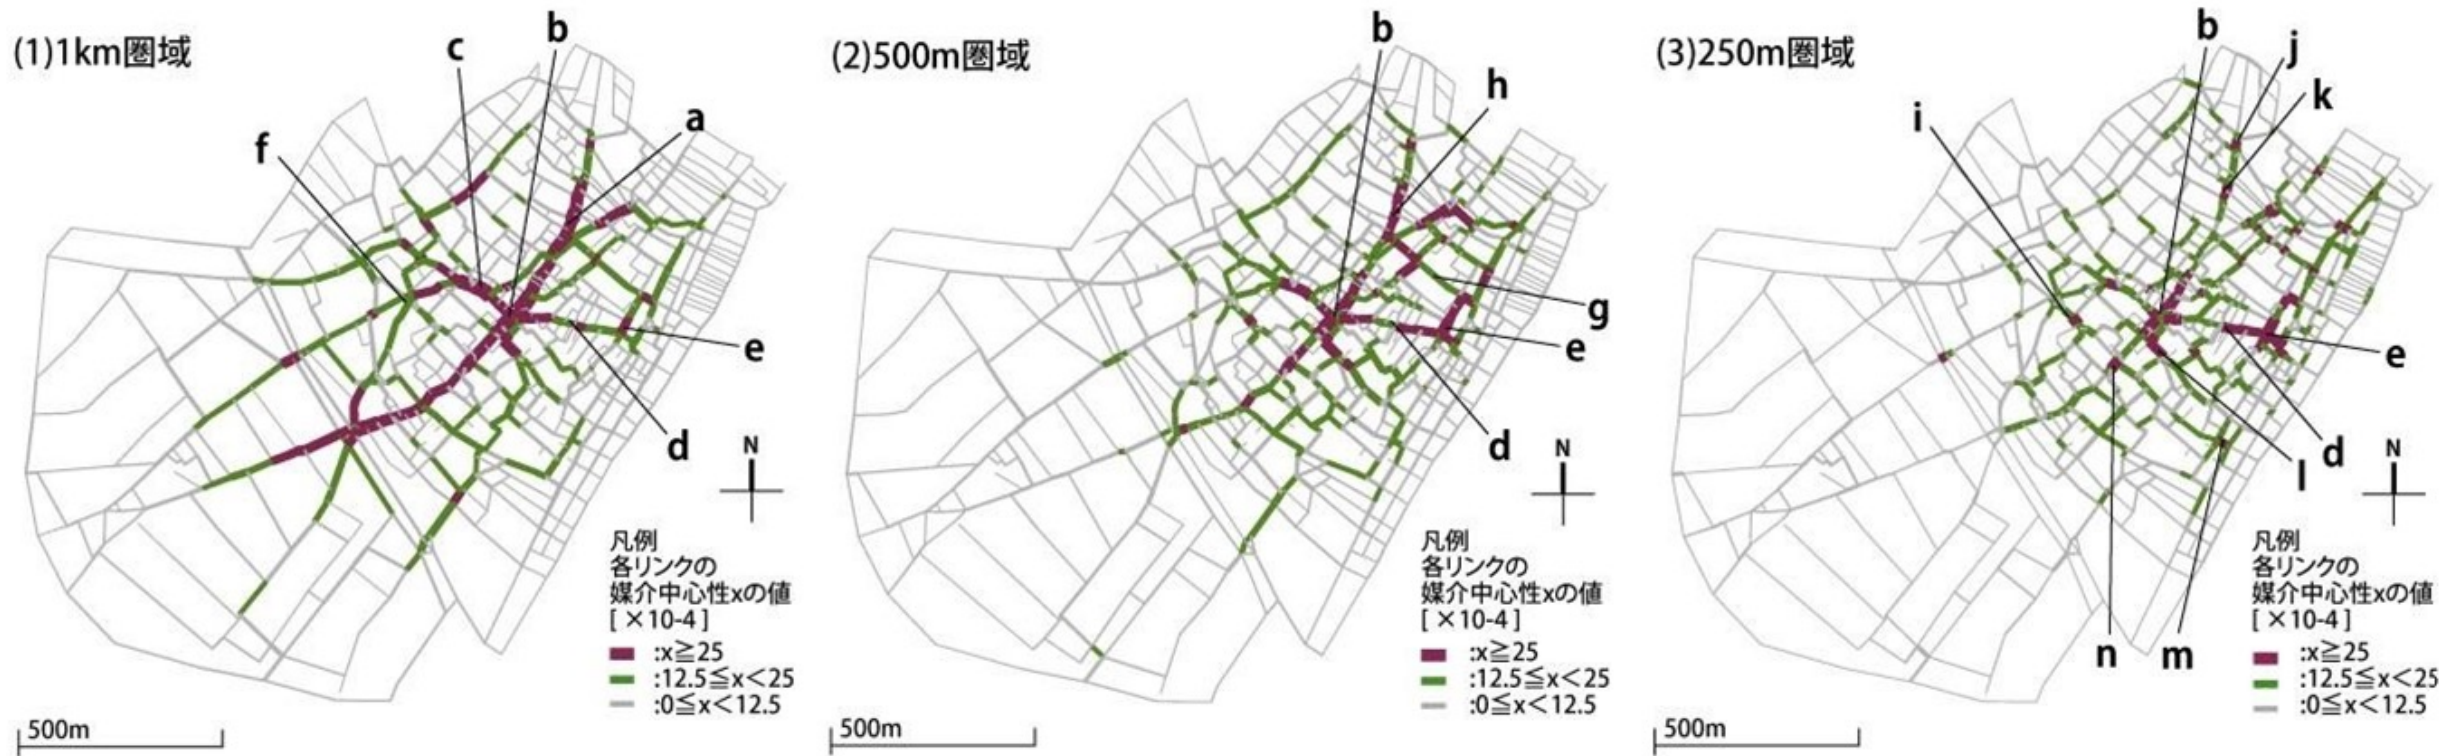 (1)1km圏域
c
b
a
f
d
e
N
凡例
各リンクの
媒介中心性xの値
[ ×10-4 ]
:x≧25
:12.5≦x<25
:0≦x<12.5
500m
(2)500m圏域
b
h
g
e
d
N
凡例
各リンクの
媒介中心性xの値
[ ×10-4 ]
:x≧25
:12.5≦x<25
:0≦x<12.5
500m
(3)250m圏域
b
j
k
i
e
d
l
n
m
N
凡例
各リンクの
媒介中心性xの値
[ ×10-4 ]
:x≧25
:12.5≦x<25
:0≦x<12.5
500m